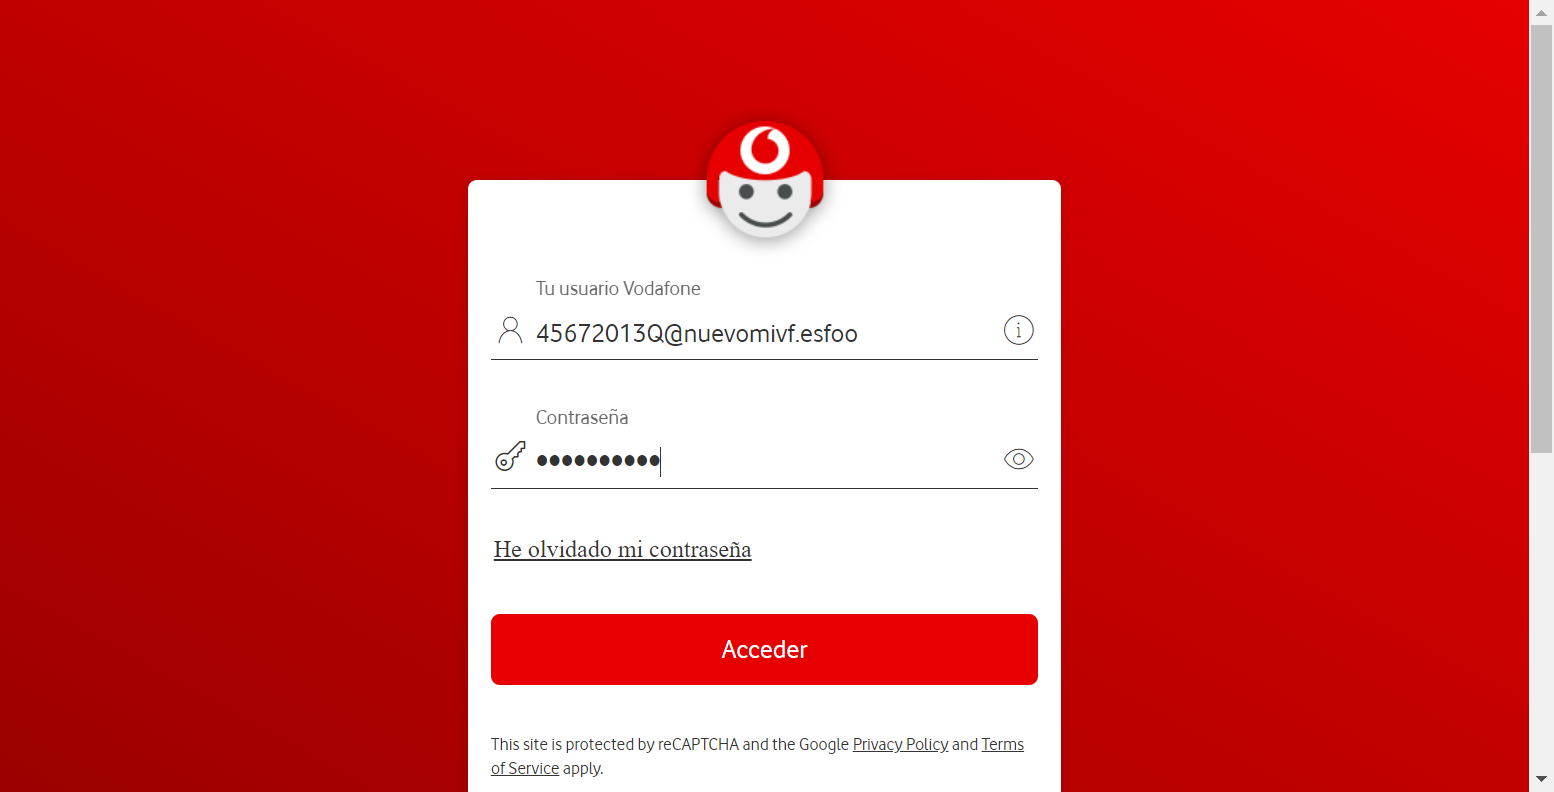 Tu usuario Vodafone
45672013Q@nuevomivf.esfoo
Contraseña
He olvidado mi contraseña
Acceder
This site is protected by reCAPTCHA and the Google Privacy Policy and Terms
of Service apply.